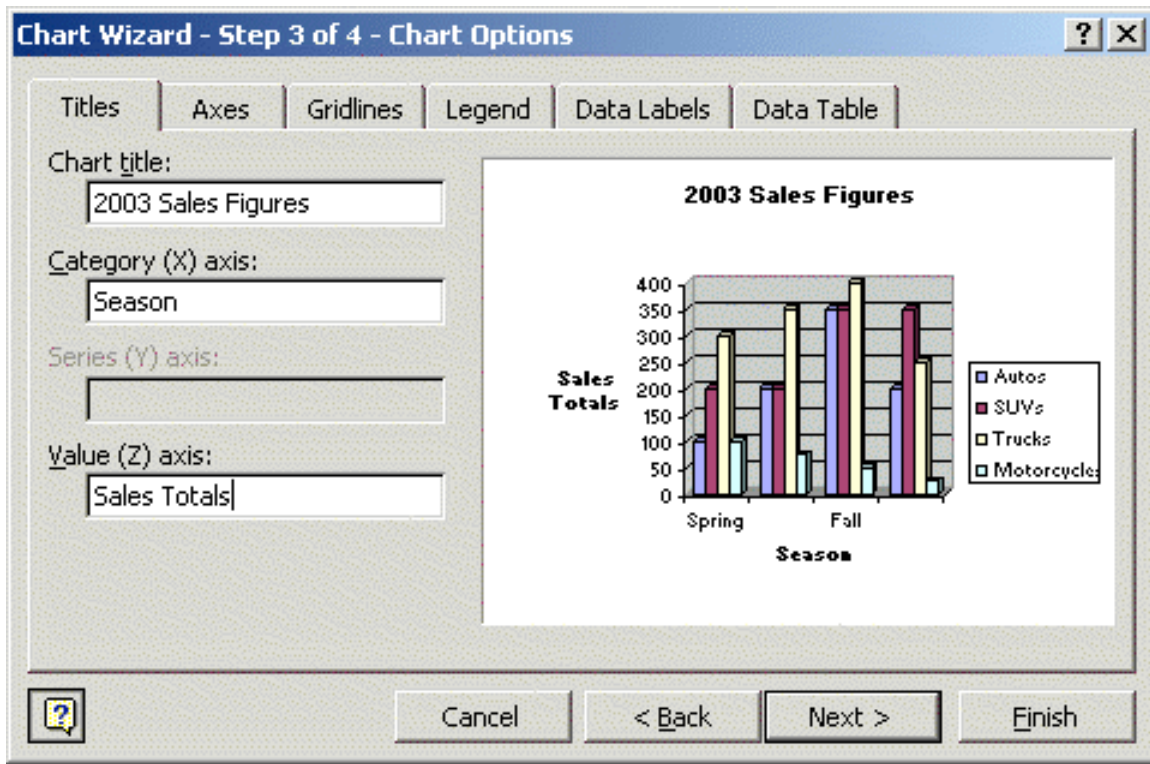 Chart Wizard - Step 3 of 4 - Chart Options
Titles Axes Gridlines Legend Data Labels Data Table
Chart title:
2003 Sales Figures
Category (X) axis:
Season
Series (Y) axis:
Value (Z) axis:
Sales Totals
2003 Sales Figures
400
350
300
250
200
150
100
50
0
Sales
Totals
Spring Fall
Season
Autos
SUVs
Trucks
Motorcycles
Cancel < Back Next > Finish